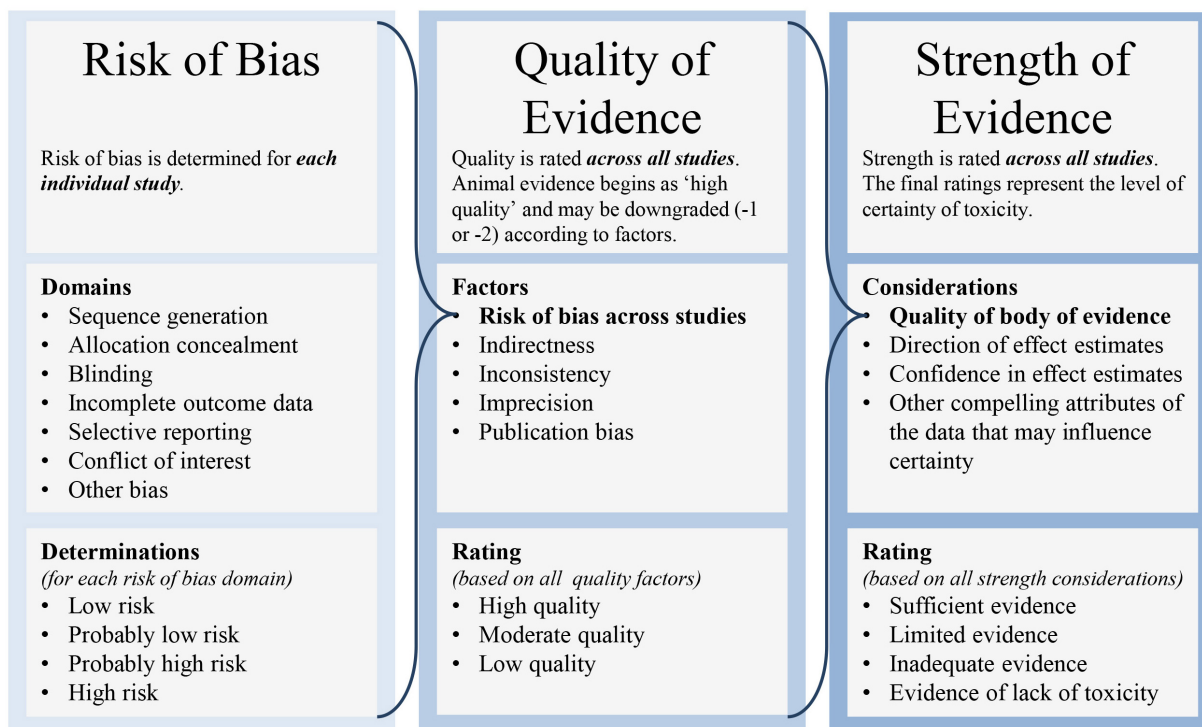 Risk of Bias
Risk of bias is determined for each
individual study.
Domains
• Sequence generation
• Allocation concealment
• Blinding
• Incomplete outcome data
• Selective reporting
• Conflict of interest
• Other bias
Determinations
(for each risk of bias domain)
• Low risk
• Probably low risk
• Probably high risk
• High risk
Quality of
Evidence
Quality is rated across all studies.
Animal evidence begins as ‘high
quality’ and may be downgraded (-1
or -2) according to factors.
Factors
• Risk of bias across studies
• Indirectness
• Inconsistency
• Imprecision
• Publication bias
Rating
(based on all quality factors)
• High quality
• Moderate quality
• Low quality
Strength of
Evidence
Strength is rated across all studies.
The final ratings represent the level of
certainty of toxicity.
Considerations
• Quality of body of evidence
• Direction of effect estimates
• Confidence in effect estimates
• Other compelling attributes of
the data that may influence
certainty
Rating
(based on all strength considerations)
• Sufficient evidence
• Limited evidence
• Inadequate evidence
• Evidence of lack of toxicity